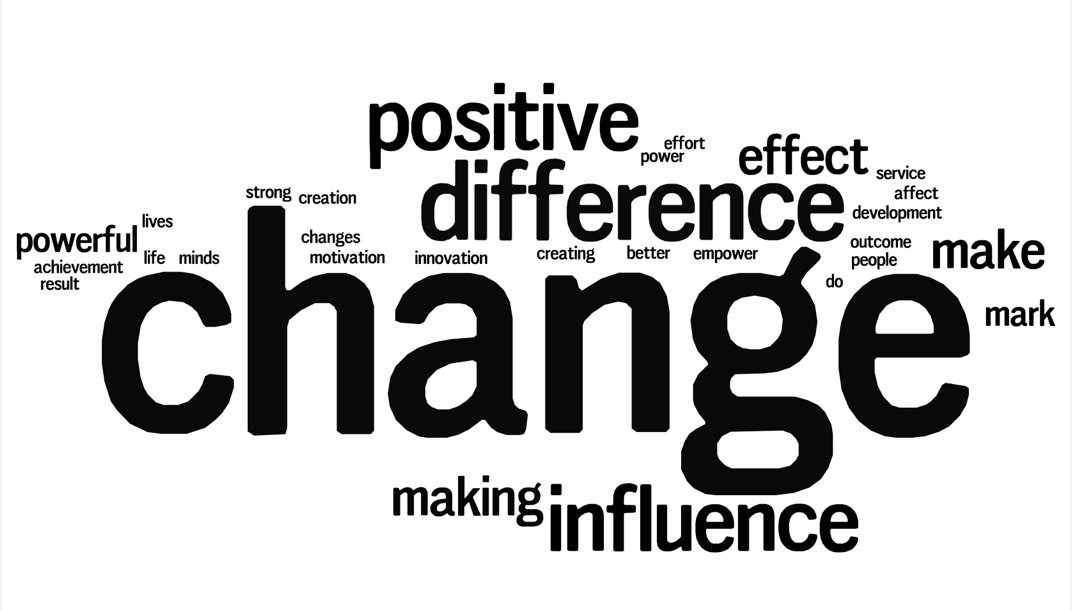 positive
effort
power
effect
difference
service
affect
development
strong
creation
lives
powerful
changes
life
minds
motivation
innovation
creating
better
empower
outcome
people
make
achievement
result
do
mark
change
making
influence